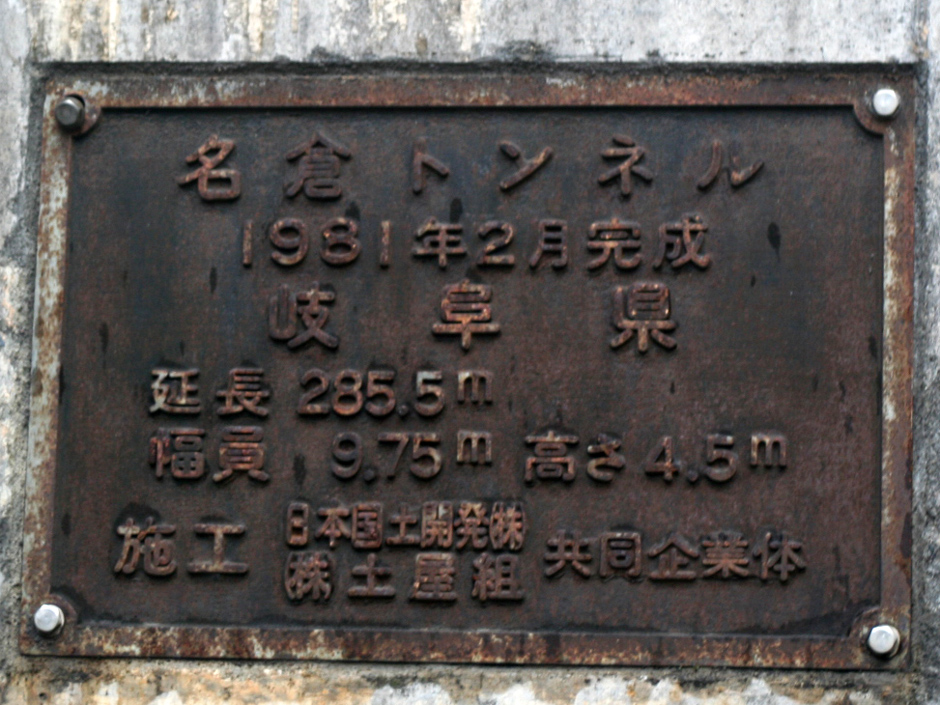 名倉トンネル
1981年2月完成
岐阜県
延長 285.5m
幅員 9.75m 高さ4.5m
施工 日本国土開発㈱ 共同企業体
㈱土屋組